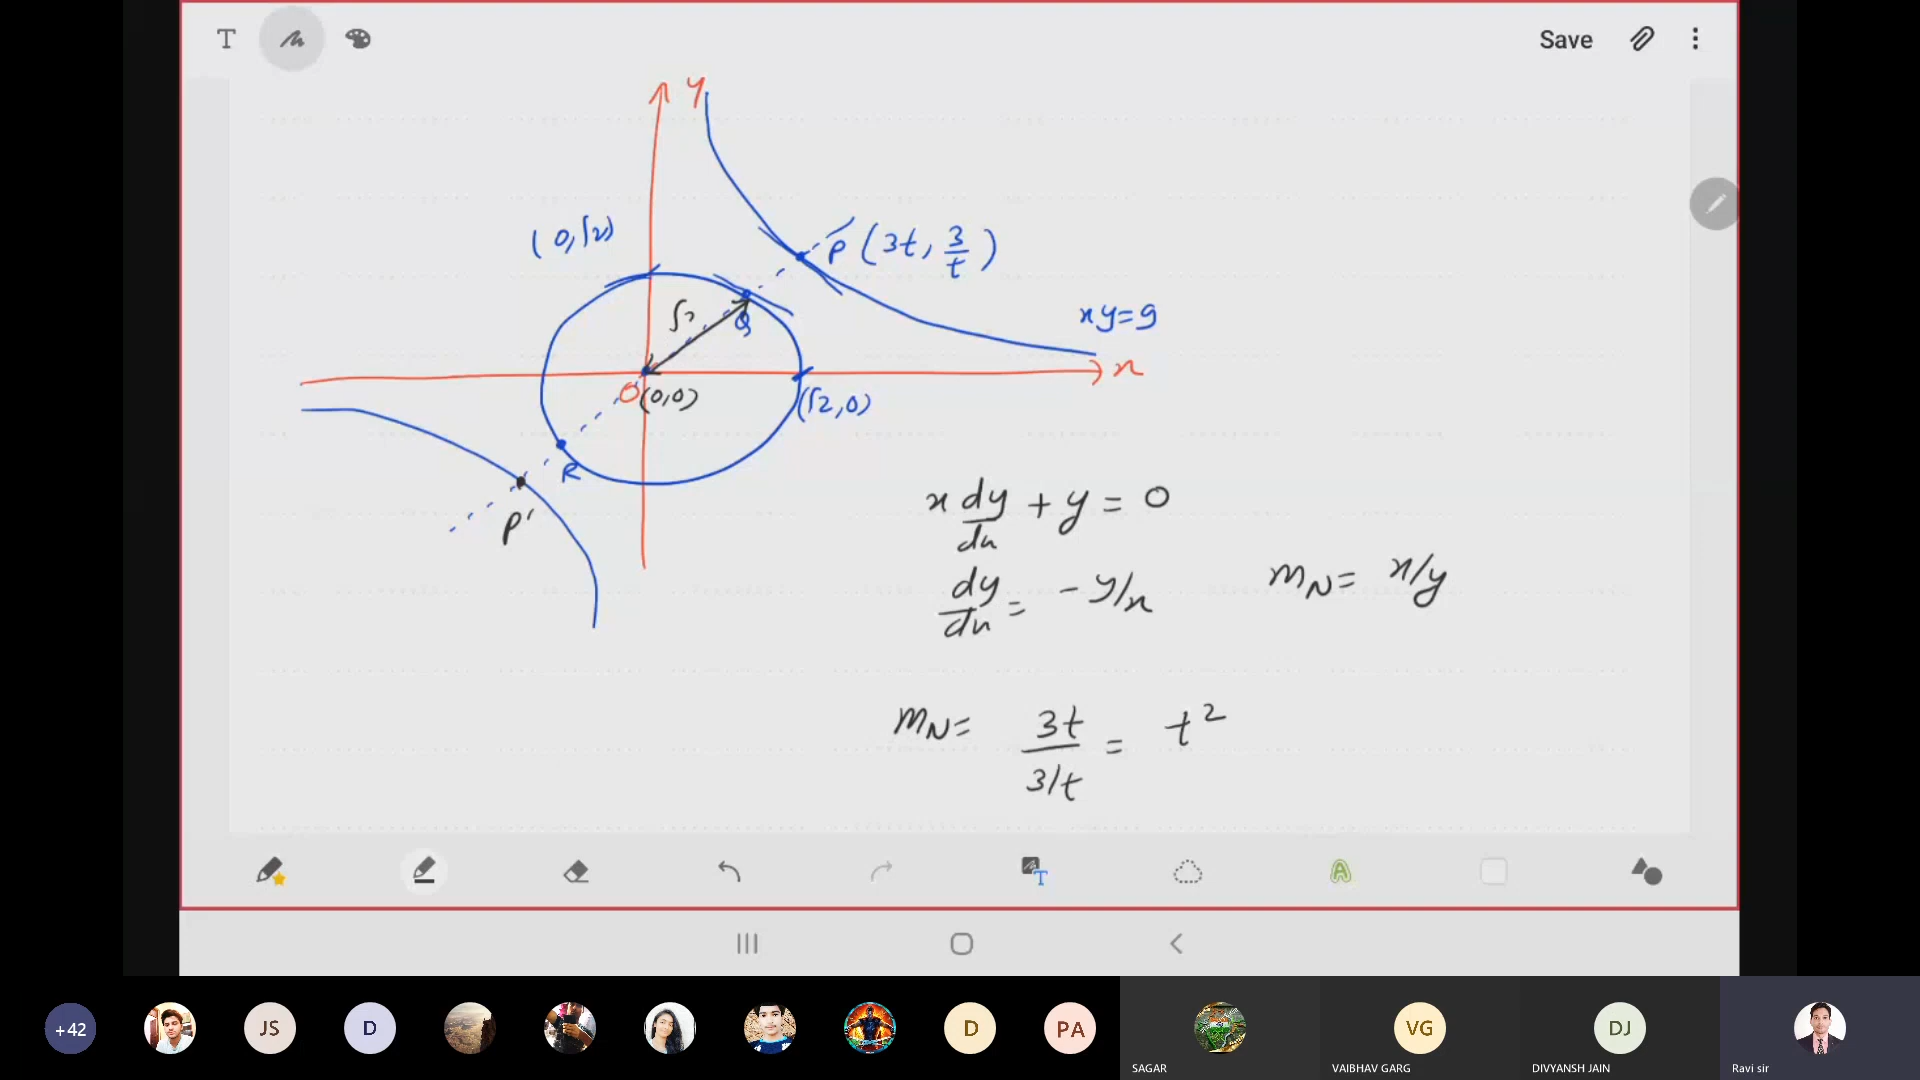 T
Save
y
(0,√2)
P (3t, 3/t)
√2
Q
xy=9
x
O
(0,0)
(√2,0)
R
P'
x dy/dx + y = 0
dy/dx = - y/x
m_N = x/y
m_N = 3t / 3/t = t²
T
A
+42
JS
D
D
PA
VG
DJ
SAGAR
VAIBHAV GARG
DIVYANSH JAIN
Ravi sir